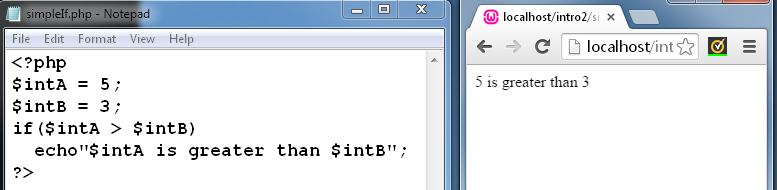 simpleIf.php - Notepad
File Edit Format View Help
<?php
$intA = 5;
$intB = 3;
if($intA > $intB)
  echo"$intA is greater than $intB";
?>
localhost/intro2/si
localhost/int
5 is greater than 3